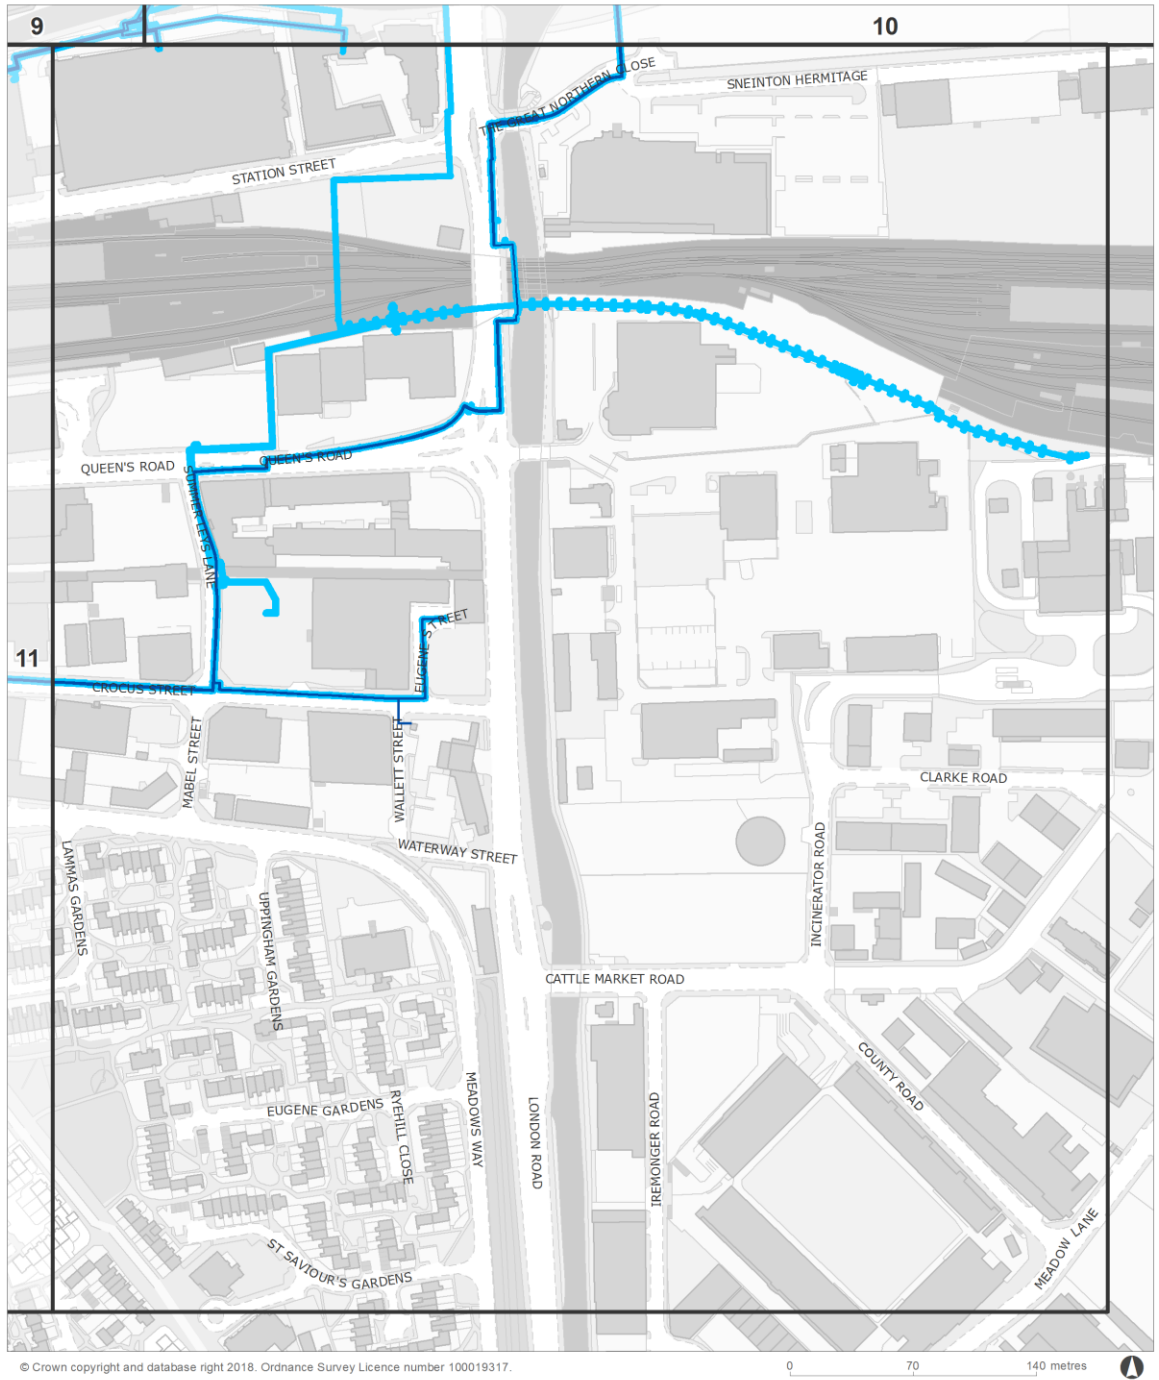 9
10
THE GREAT NORTHERN CLOSE
SNEINTON HERMITAGE
STATION STREET
QUEEN'S ROAD
QUEEN'S ROAD
SUMMER LEYS LANE
EUGENE STREET
11
CROCUS STREET
MABEL STREET
WALLETT STREET
CLARKE ROAD
WATERWAY STREET
LAMMAS GARDENS
UPPINGHAM GARDENS
INCINERATOR ROAD
CATTLE MARKET ROAD
COUNTY ROAD
EUGENE GARDENS
RYEHILL CLOSE
MEADOWS WAY
LONDON ROAD
IREMONGER ROAD
MEADOW LANE
ST SAVIOUR'S GARDENS
© Crown copyright and database right 2018. Ordnance Survey Licence number 100019317.
0 70 140 metres